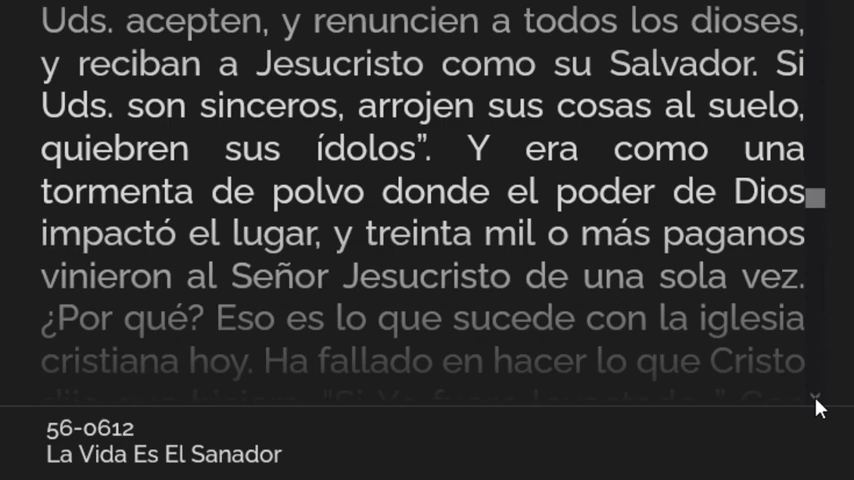 Uds. acepten, y renuncien a todos los dioses,
y reciban a Jesucristo como su Salvador. Si
Uds. son sinceros, arrojen sus cosas al suelo,
quiebren sus ídolos”. Y era como una
tormenta de polvo donde el poder de Dios
impactó el lugar, y treinta mil o más paganos
vinieron al Señor Jesucristo de una sola vez.
¿Por qué? Eso es lo que sucede con la iglesia
cristiana hoy. Ha fallado en hacer lo que Cristo
56-0612
La Vida Es El Sanador